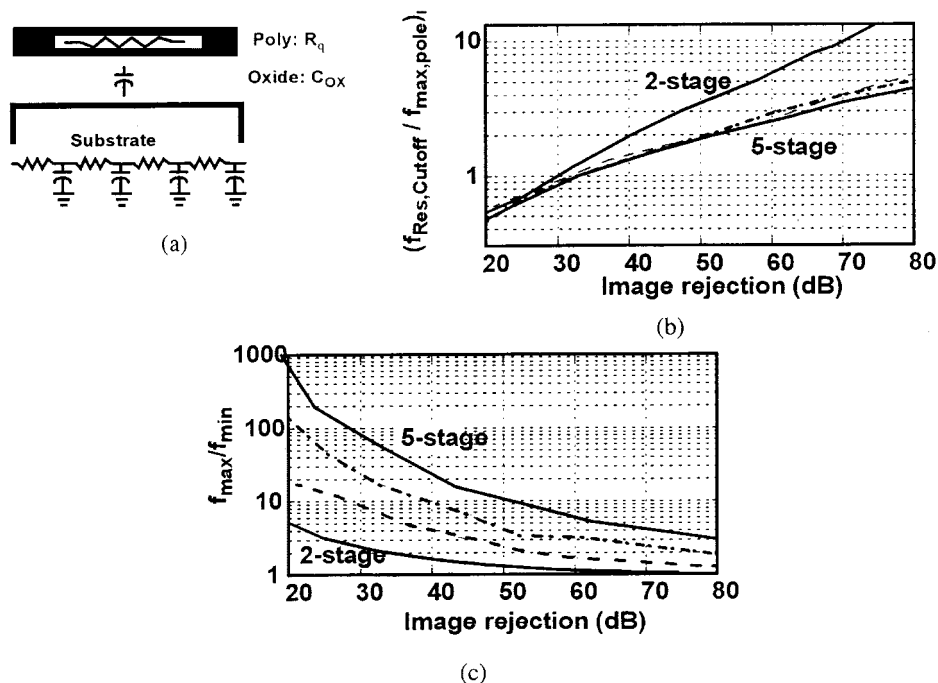 Poly: Rq
Oxide: COX
Substrate
(a)
(fRes,Cutoff / fmax,pole)
10
1
2-stage
5-stage
20 30 40 50 60 70 80
Image rejection (dB)
(b)
fmax/fmin
1000
100
10
1
5-stage
2-stage
20 30 40 50 60 70 80
Image rejection (dB)
(c)